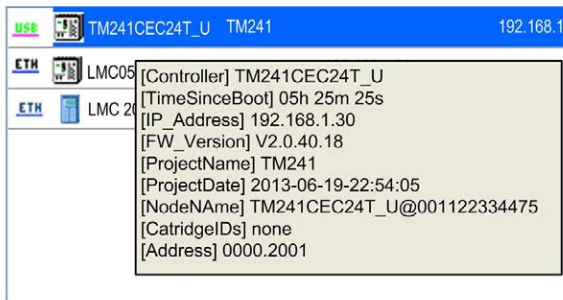 USB TM241CEC24T_U TM241 192.168.1
ETH LMC05
ETH LMC 20
[Controller] TM241CEC24T_U
[TimeSinceBoot] 05h 25m 25s
[IP_Address] 192.168.1.30
[FW_Version] V2.0.40.18
[ProjectName] TM241
[ProjectDate] 2013-06-19-22:54:05
[NodeNAme] TM241CEC24T_U@001122334475
[CatridgeIDs] none
[Address] 0000.2001